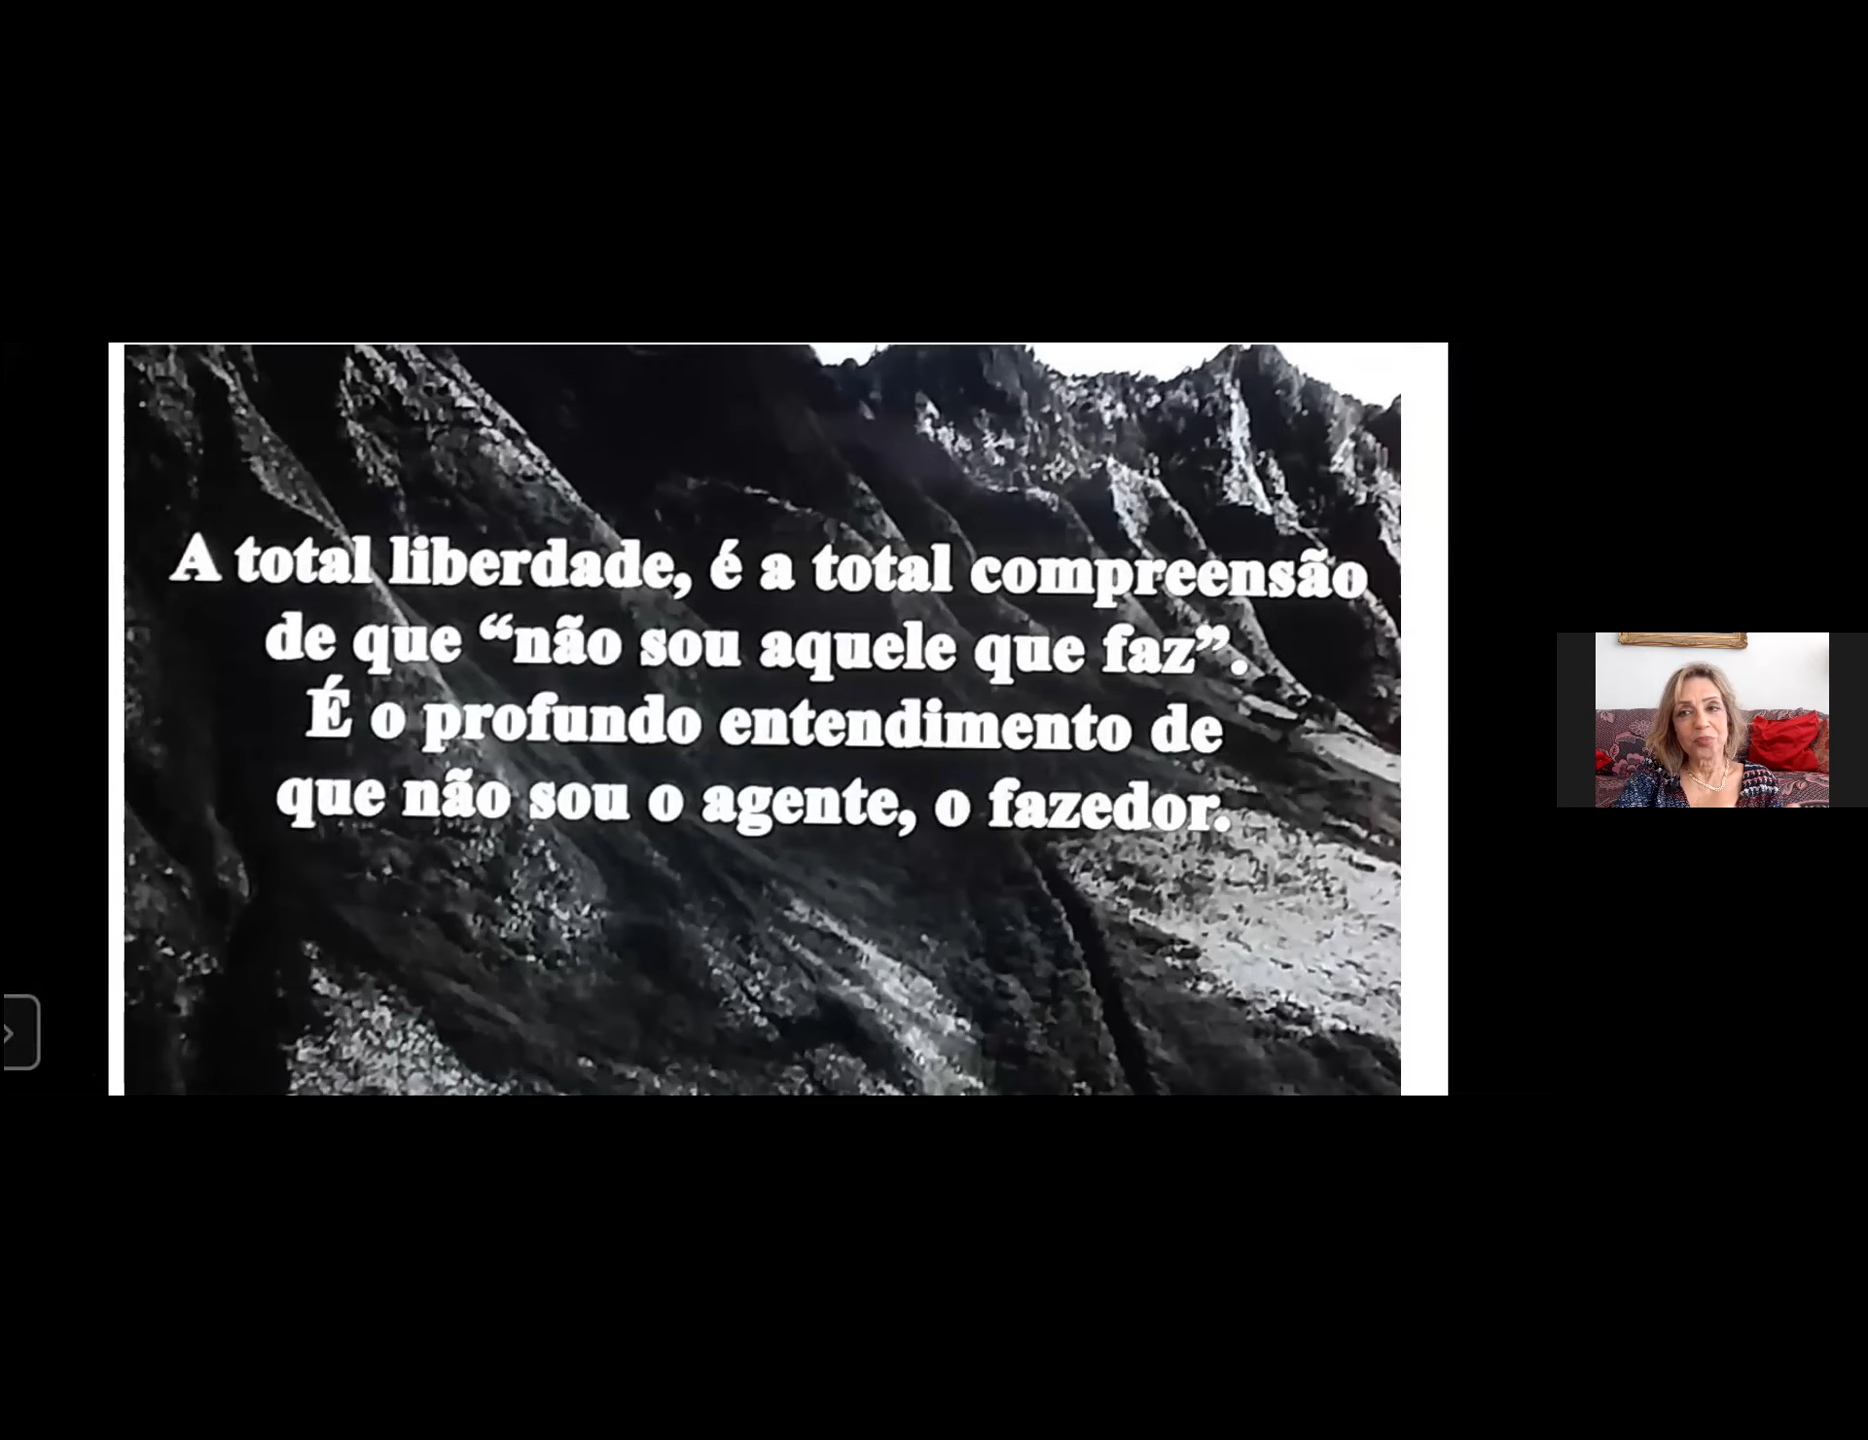 A total liberdade, é a total compreensão
de que “não sou aquele que faz”.
É o profundo entendimento de
que não sou o agente, o fazedor.